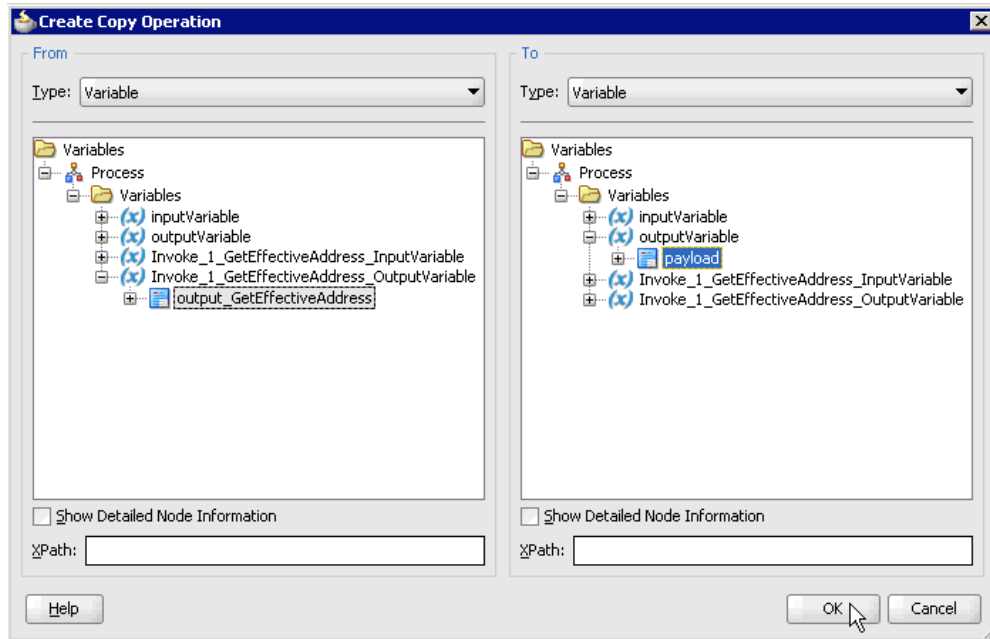 Create Copy Operation
From
Type: Variable
Variables
Process
Variables
(x) inputVariable
(x) outputVariable
(x) Invoke_1_GetEffectiveAddress_InputVariable
(x) Invoke_1_GetEffectiveAddress_OutputVariable
output_GetEffectiveAddress
Show Detailed Node Information
XPath:
To
Type: Variable
Variables
Process
Variables
(x) inputVariable
(x) outputVariable
payload
(x) Invoke_1_GetEffectiveAddress_InputVariable
(x) Invoke_1_GetEffectiveAddress_OutputVariable
Show Detailed Node Information
XPath:
Help
OK
Cancel